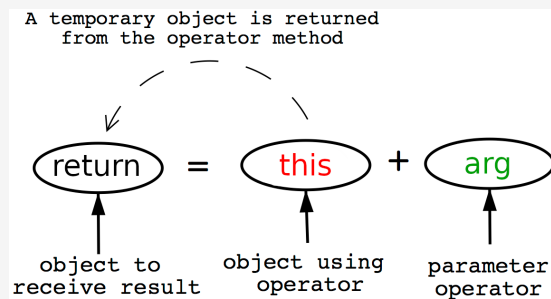 A temporary object is returned
from the operator method
return = this + arg
object to
receive result
object using
operator
parameter
operator